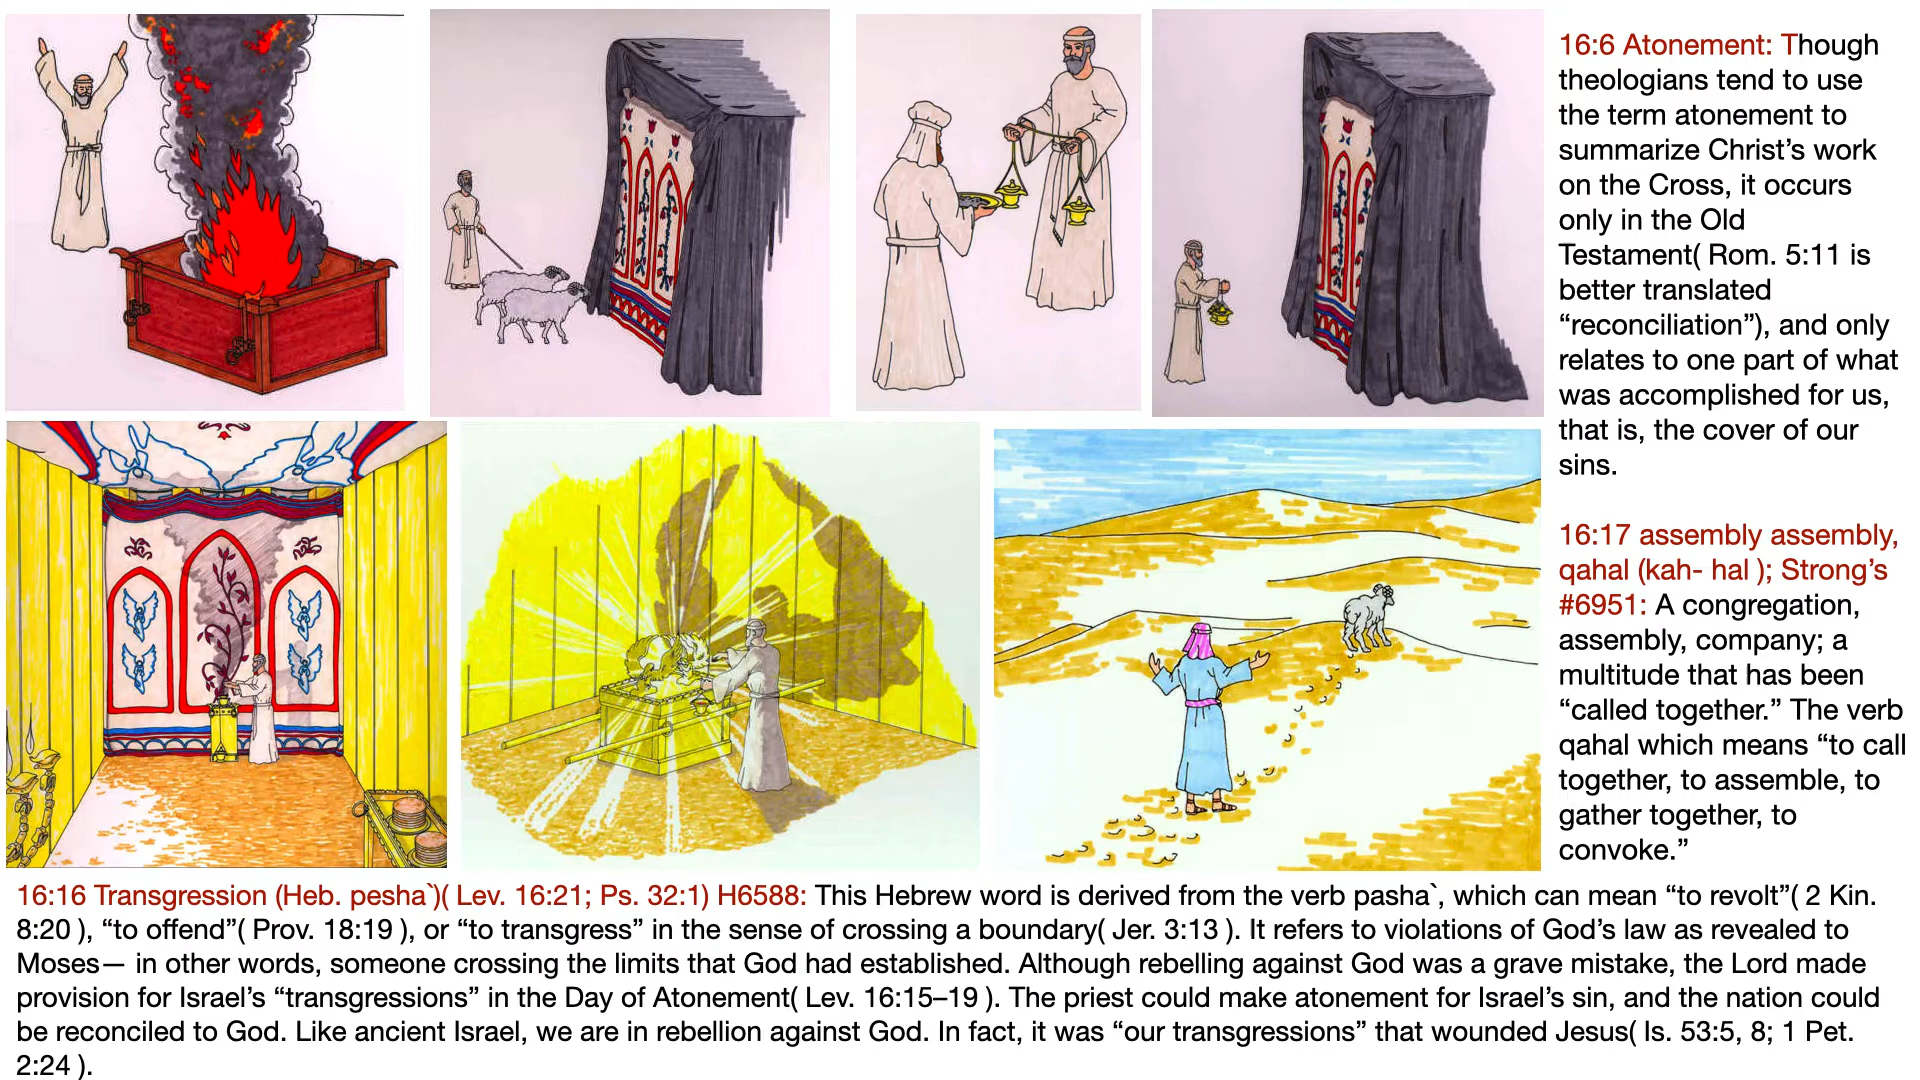 16:6 Atonement: Though
theologians tend to use
the term atonement to
summarize Christ’s work
on the Cross, it occurs
only in the Old
Testament( Rom. 5:11 is
better translated
“reconciliation”), and only
relates to one part of what
was accomplished for us,
that is, the cover of our
sins.
16:17 assembly assembly,
qahal (kah- hal ); Strong’s
#6951: A congregation,
assembly, company; a
multitude that has been
“called together.” The verb
qahal which means “to call
together, to assemble, to
gather together, to
convoke.”
16:16 Transgression (Heb. pesha`)( Lev. 16:21; Ps. 32:1) H6588: This Hebrew word is derived from the verb pasha`, which can mean “to revolt”( 2 Kin.
8:20 ), “to offend”( Prov. 18:19 ), or “to transgress” in the sense of crossing a boundary( Jer. 3:13 ). It refers to violations of God’s law as revealed to
Moses— in other words, someone crossing the limits that God had established. Although rebelling against God was a grave mistake, the Lord made
provision for Israel’s “transgressions” in the Day of Atonement( Lev. 16:15–19 ). The priest could make atonement for Israel’s sin, and the nation could
be reconciled to God. Like ancient Israel, we are in rebellion against God. In fact, it was “our transgressions” that wounded Jesus( Is. 53:5, 8; 1 Pet.
2:24 ).